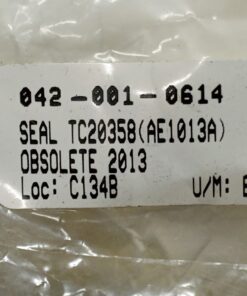 042-001-0614
SEAL TC20358(AE1013A)
OBSOLETE 2013
Loc: C134B U/M: